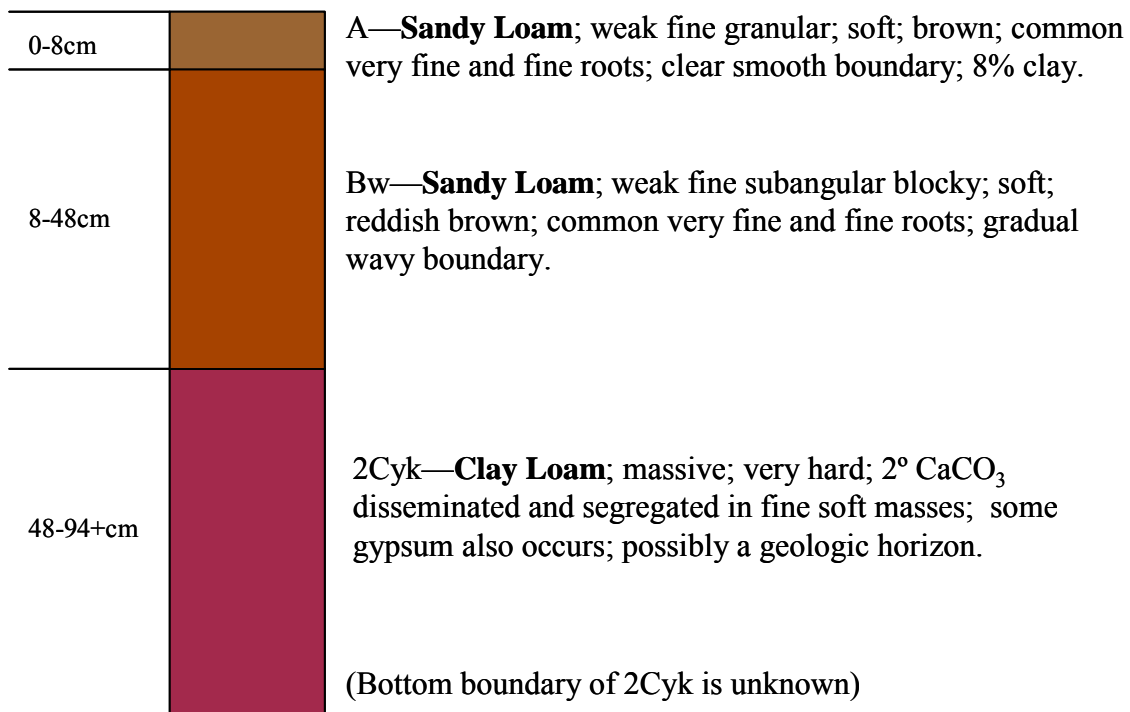 0-8cm
A—Sandy Loam; weak fine granular; soft; brown; common
very fine and fine roots; clear smooth boundary; 8% clay.
8-48cm
Bw—Sandy Loam; weak fine subangular blocky; soft;
reddish brown; common very fine and fine roots; gradual
wavy boundary.
48-94+cm
2Cyk—Clay Loam; massive; very hard; 2º CaCO₃
disseminated and segregated in fine soft masses;  some
gypsum also occurs; possibly a geologic horizon.
(Bottom boundary of 2Cyk is unknown)